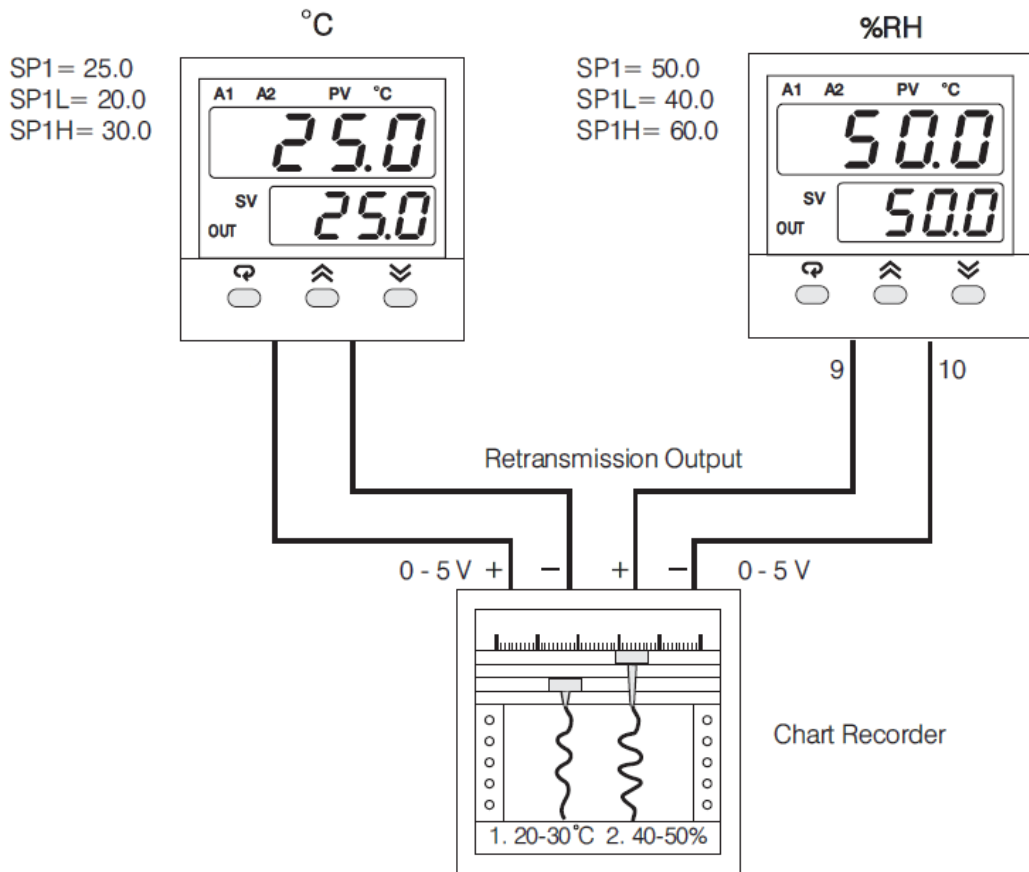 °C
SP1= 25.0
SP1L= 20.0
SP1H= 30.0
A1 A2 PV °C
25.0
SV
25.0
OUT
%RH
SP1= 50.0
SP1L= 40.0
SP1H= 60.0
A1 A2 PV °C
50.0
SV
50.0
OUT
9 10
Retransmission Output
0 - 5 V + − + − 0 - 5 V
Chart Recorder
1. 20-30°C 2. 40-50%